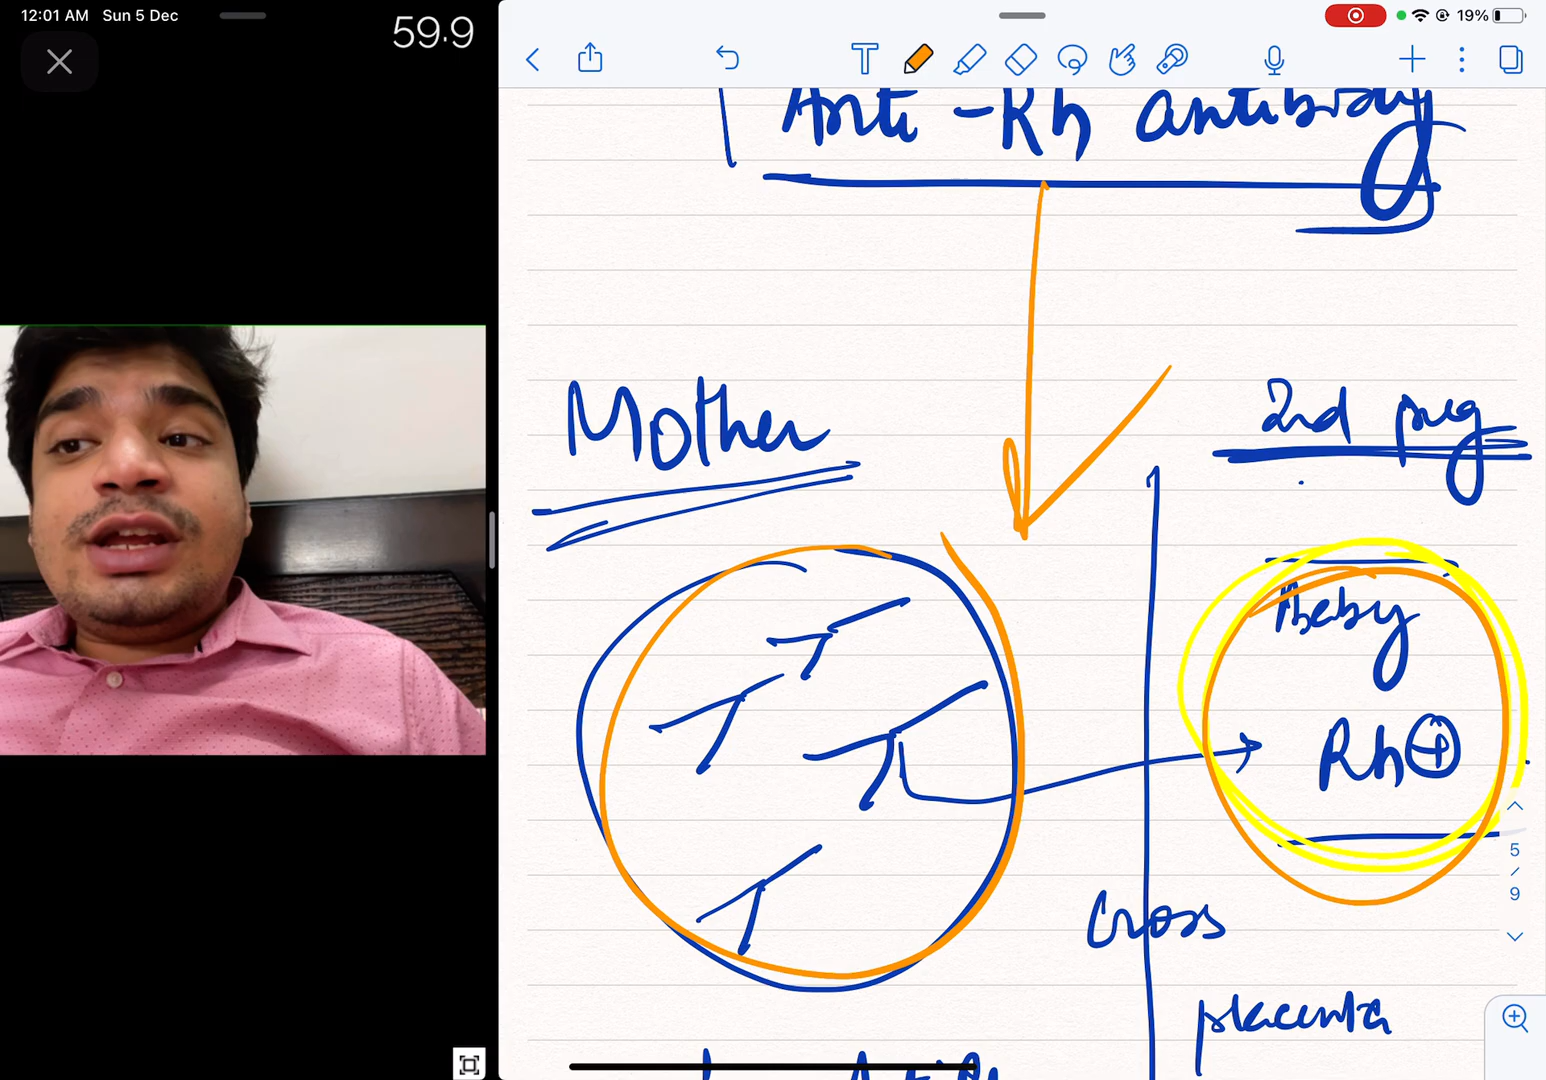 12:01 AM Sun 5 Dec
59.9
19%
T
Anti-Rh antibody
Mother
2nd preg
Baby
Rh +
Cross
placenta
5
/
9